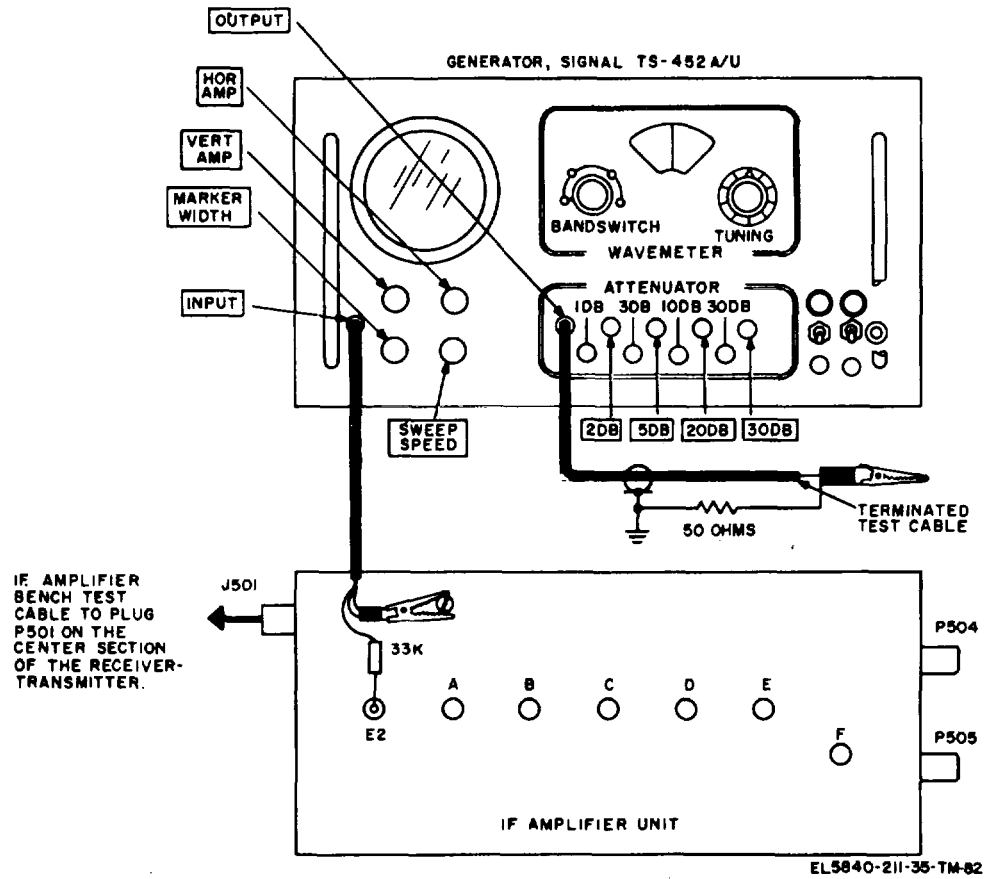 OUTPUT
GENERATOR, SIGNAL TS-452A/U
HOR
AMP
VERT
AMP
MARKER
WIDTH
INPUT
BANDSWITCH
TUNING
WAVEMETER
ATTENUATOR
1DB 3DB 10DB 30DB
SWEEP
SPEED
2DB 5DB 20DB 30DB
TERMINATED
TEST CABLE
50 OHMS
IF AMPLIFIER
BENCH TEST
CABLE TO PLUG
P501 ON THE
CENTER SECTION
OF THE RECEIVER-
TRANSMITTER.
J501
33K
P504
A B C D E
E2
F
P505
IF AMPLIFIER UNIT
EL5840-211-35-TM-82